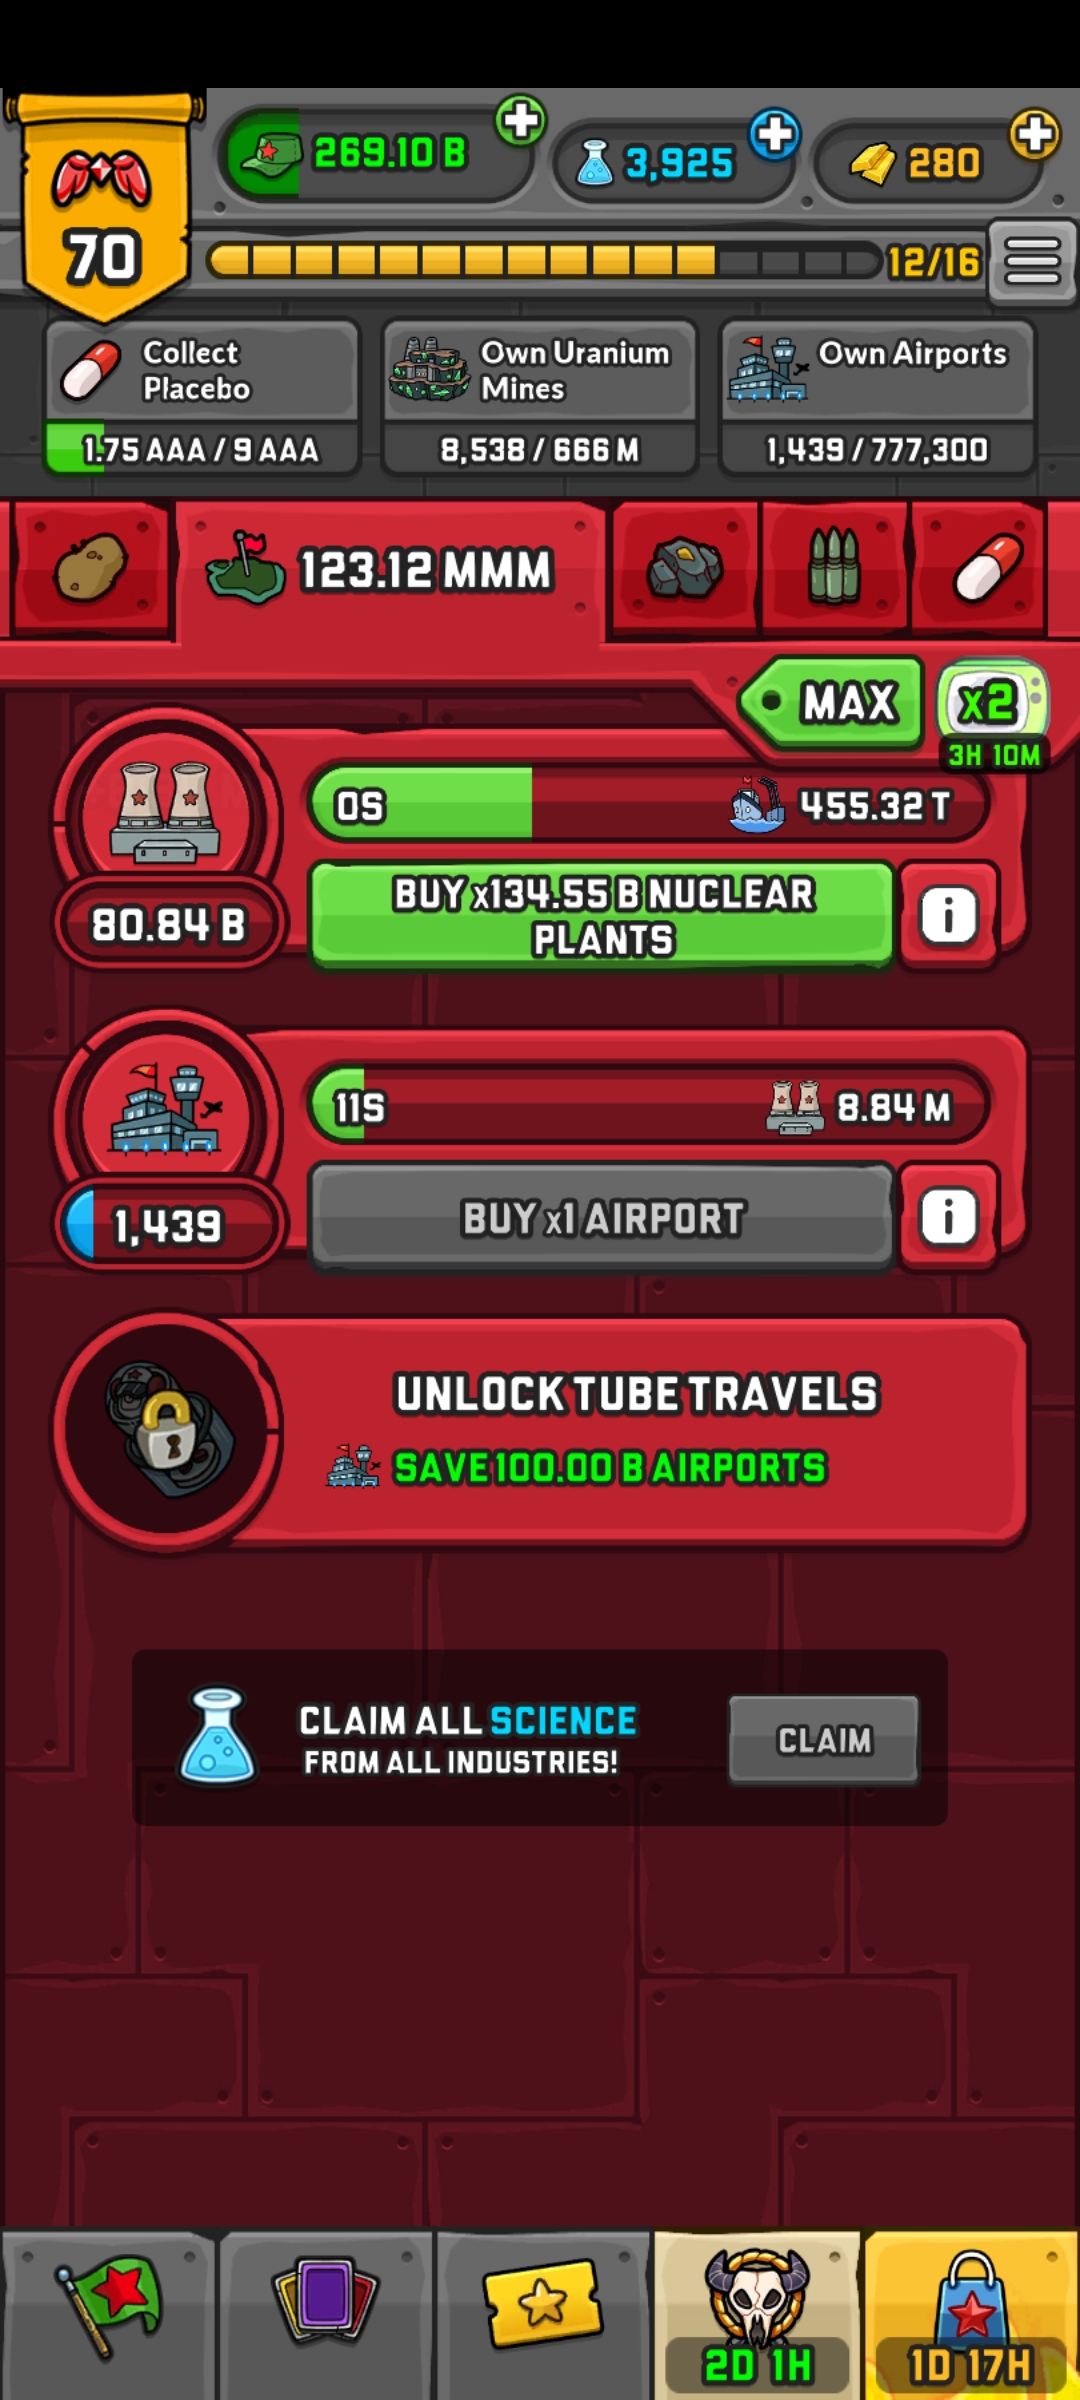 269.10 B
3,925
280
70
12/16
Collect
Placebo
1.75 AAA / 9 AAA
Own Uranium
Mines
8,538 / 666 M
Own Airports
1,439 / 777,300
123.12 MMM
MAX
x2
3H 10M
0S
455.32 T
80.84 B
BUY x134.55 B NUCLEAR
PLANTS
i
11S
8.84 M
1,439
BUY x1 AIRPORT
i
UNLOCK TUBE TRAVELS
SAVE 100.00 B AIRPORTS
CLAIM ALL SCIENCE
FROM ALL INDUSTRIES!
CLAIM
2D 1H
1D 17H